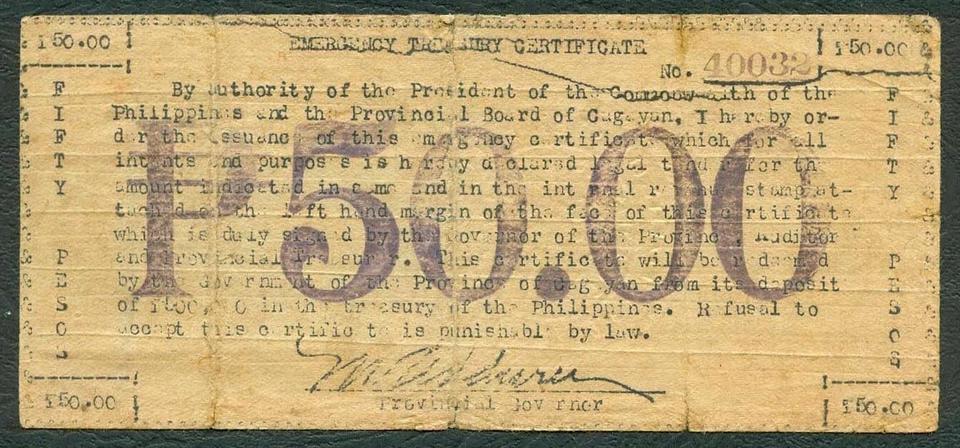 ₱50.00 EMERGENCY TREASURY CERTIFICATE ₱50.00
No. 40032
FIFTY PESOS
By authority of the President of the Commonwealth of the
Philippines and the Provincial Board of Cagayan, I hereby or-
der the issuance of this emergency certificate which for all
intents and purposes is hereby declared legal tender for the
amount indicated in same and in the internal revenue stamp at-
tached on the left hand margin of the face of this certificate
which is duly signed by the Governor of the Province, Auditor
and Provincial Treasurer. This certificate will be redeemed
by the Government of the Province of Cagayan from its deposit
of in the treasury of the Philippines. Refusal to
accept this certificate is punishable by law.
FIFTY PESOS
₱50.00
Provincial Governor
₱50.00 ₱50.00